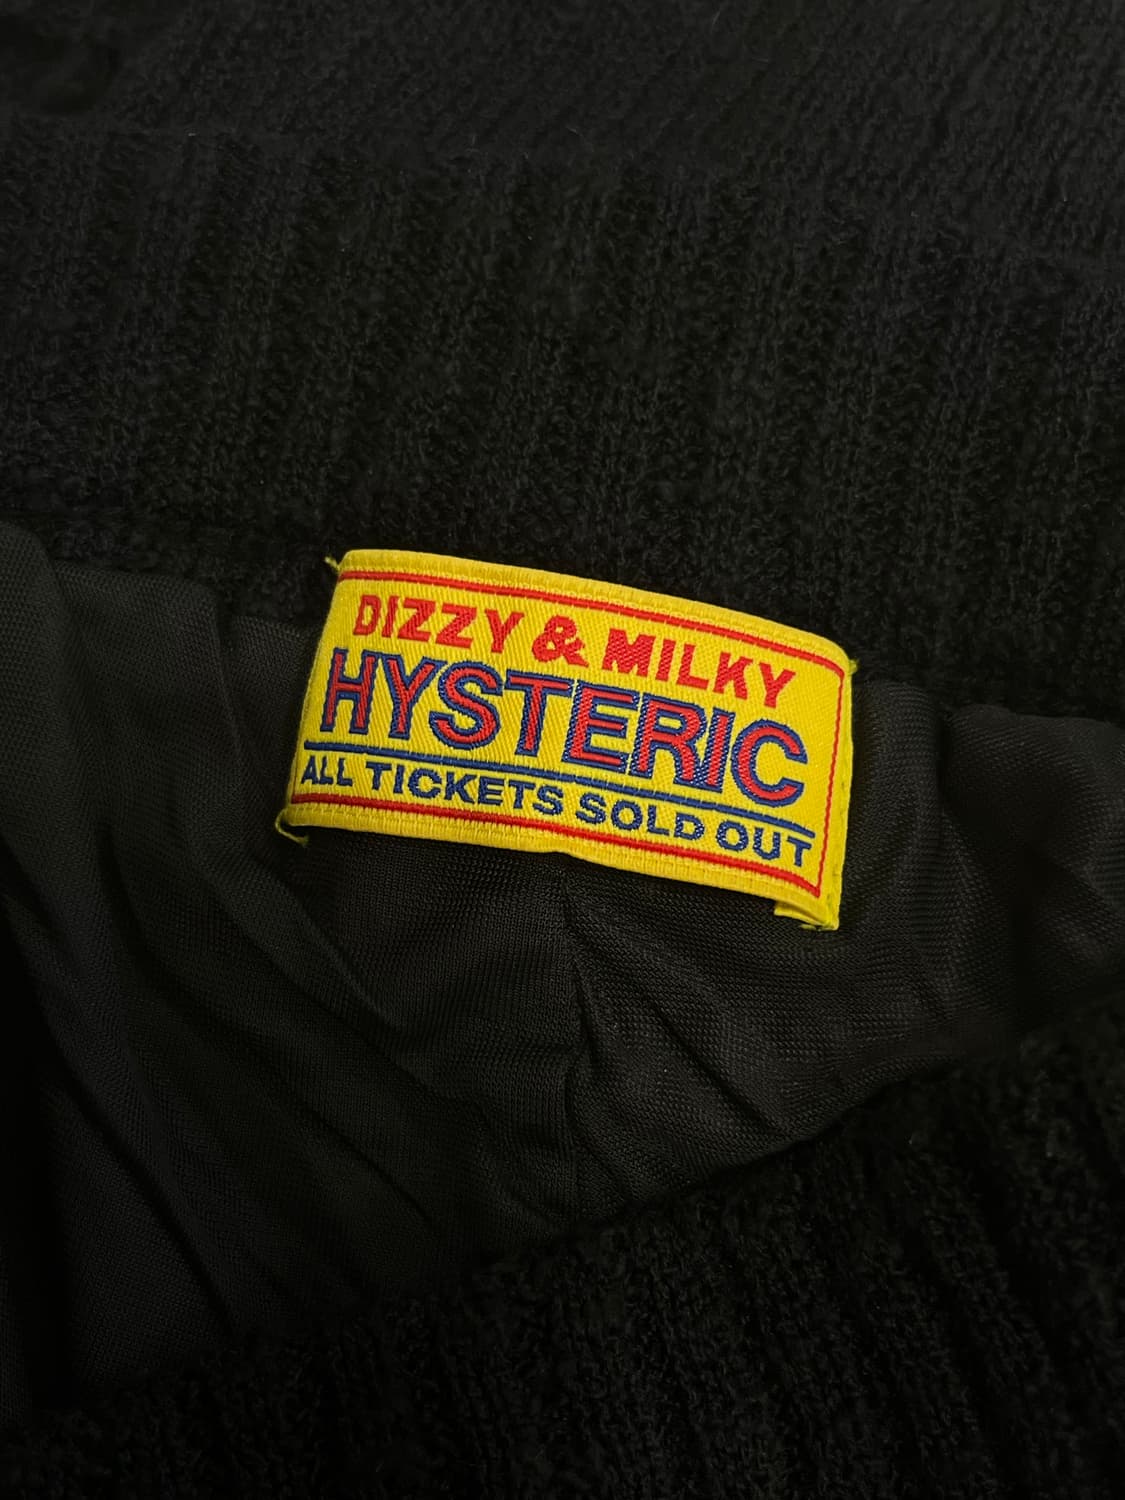 DIZZY & MILKY
HYSTERIC
ALL TICKETS SOLD OUT